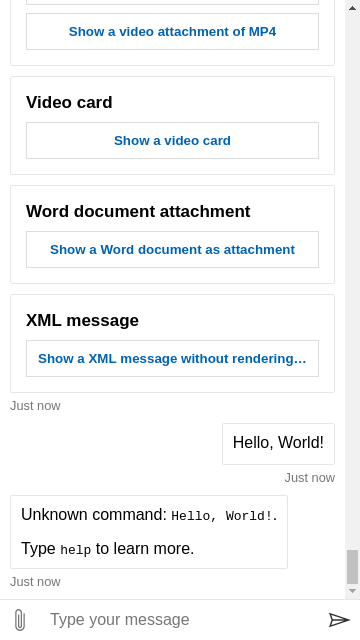 Show a video attachment of MP4
Video card
Show a video card
Word document attachment
Show a Word document as attachment
XML message
Show a XML message without rendering…
Just now
Hello, World!
Just now
Unknown command: Hello, World!.
Type help to learn more.
Just now
Type your message